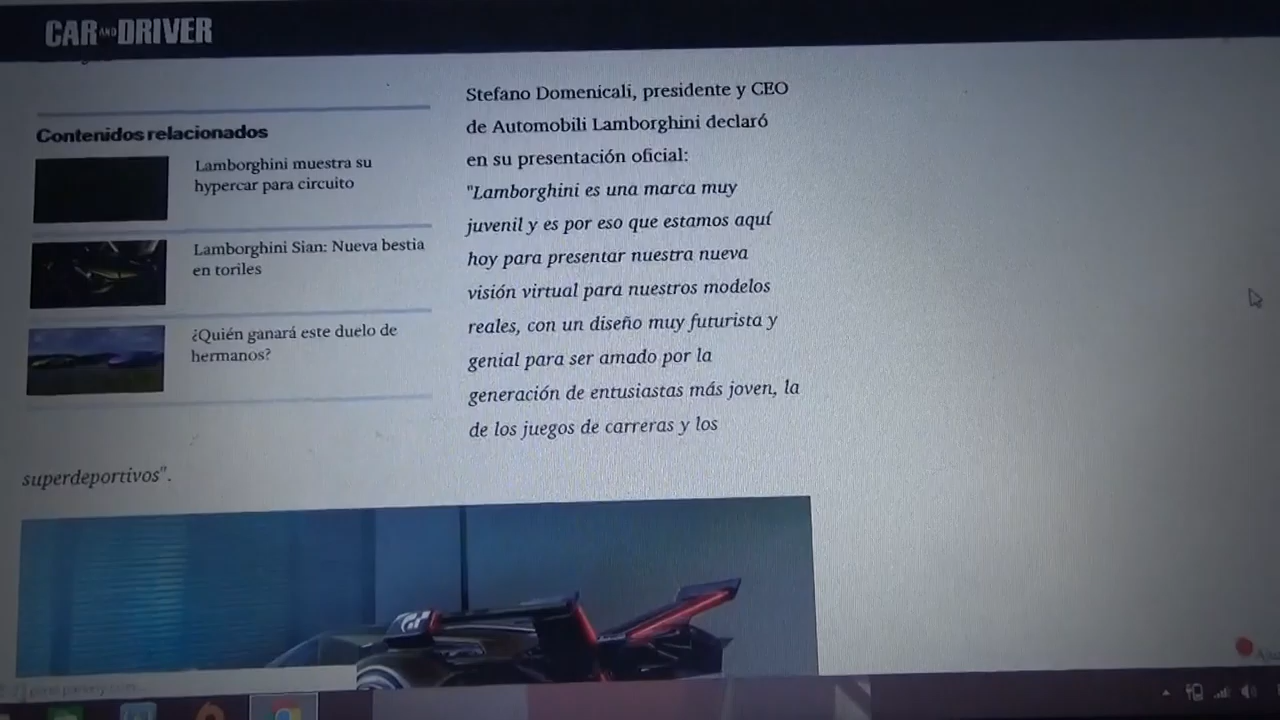 CAR AND DRIVER
Contenidos relacionados
Lamborghini muestra su
hypercar para circuito
Lamborghini Sian: Nueva bestia
en toriles
¿Quién ganará este duelo de
hermanos?
Stefano Domenicali, presidente y CEO
de Automobili Lamborghini declaró
en su presentación oficial:
"Lamborghini es una marca muy
juvenil y es por eso que estamos aquí
hoy para presentar nuestra nueva
visión virtual para nuestros modelos
reales, con un diseño muy futurista y
genial para ser amado por la
generación de entusiastas más joven, la
de los juegos de carreras y los
superdeportivos".